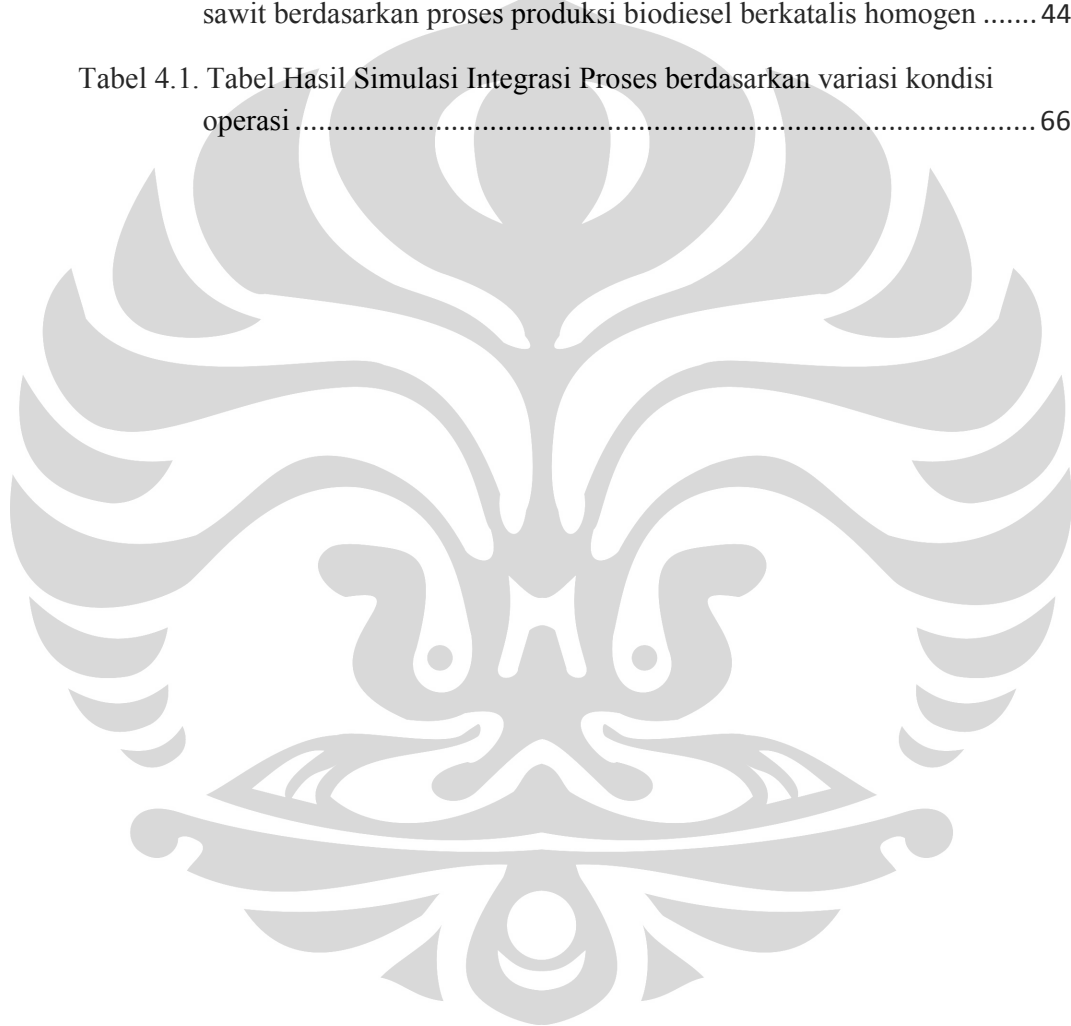 sawit berdasarkan proses produksi biodiesel berkatalis homogen ....... 44
Tabel 4.1. Tabel Hasil Simulasi Integrasi Proses berdasarkan variasi kondisi
operasi .................................................................................................. 66